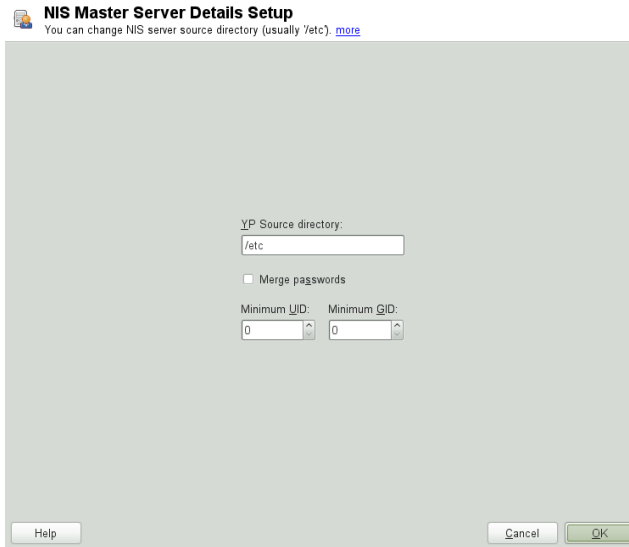 NIS Master Server Details Setup
You can change NIS server source directory (usually '/etc'). more
YP Source directory:
/etc
Merge passwords
Minimum UID: Minimum GID:
0 0
Help Cancel OK